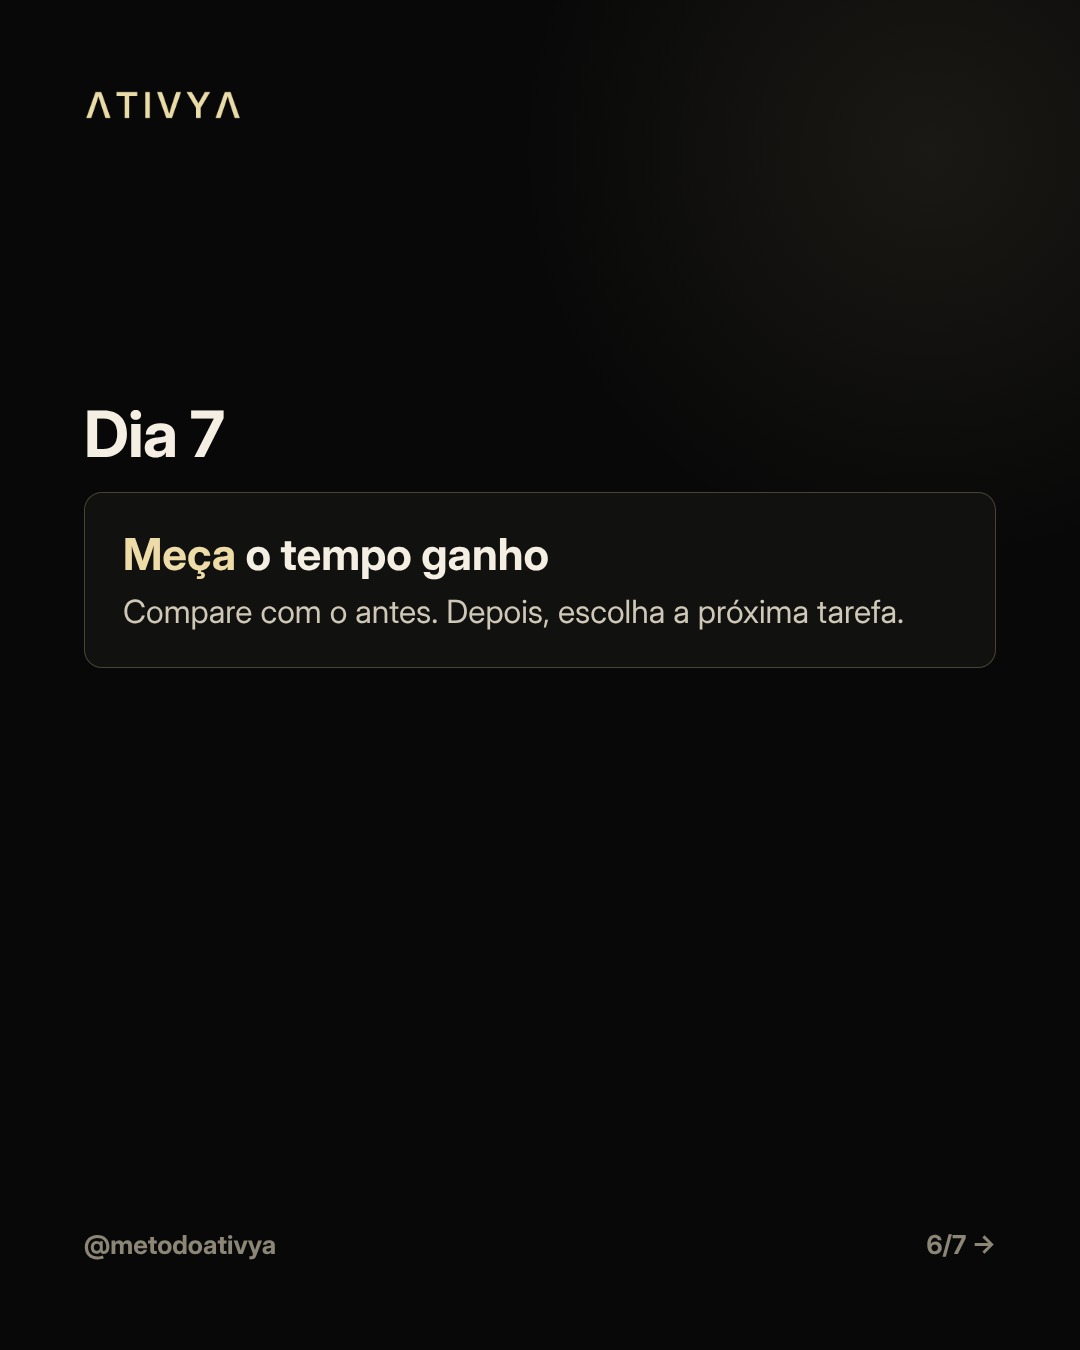 ATIVYA
Dia 7
Meça o tempo ganho
Compare com o antes. Depois, escolha a próxima tarefa.
@metodoativya
6/7 →